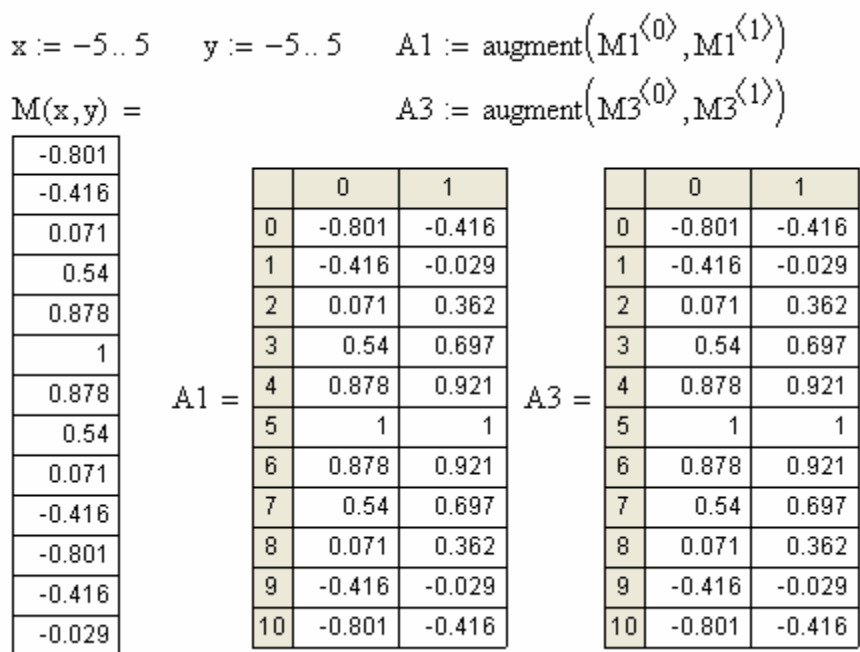 x := −5.. 5 y := −5.. 5 A1 := augment(M1⟨0⟩ , M1⟨1⟩)
M(x,y) = A3 := augment(M3⟨0⟩ , M3⟨1⟩)
-0.801
-0.416
0.071
0.54
0.878
1
0.878
0.54
0.071
-0.416
-0.801
-0.416
-0.029
A1 =
0 1
0 -0.801 -0.416
1 -0.416 -0.029
2 0.071 0.362
3 0.54 0.697
4 0.878 0.921
5 1 1
6 0.878 0.921
7 0.54 0.697
8 0.071 0.362
9 -0.416 -0.029
10 -0.801 -0.416
A3 =
0 1
0 -0.801 -0.416
1 -0.416 -0.029
2 0.071 0.362
3 0.54 0.697
4 0.878 0.921
5 1 1
6 0.878 0.921
7 0.54 0.697
8 0.071 0.362
9 -0.416 -0.029
10 -0.801 -0.416